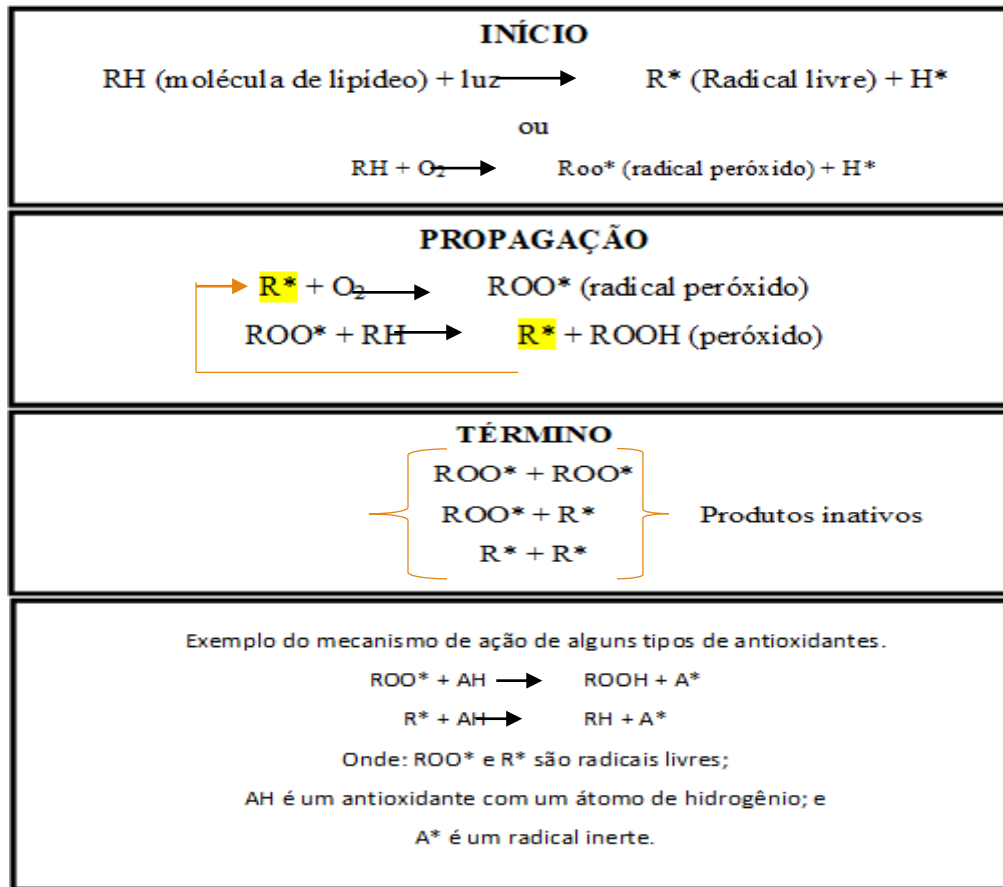 INÍCIO
RH (molécula de lipídeo) + luz → R* (Radical livre) + H*
ou
RH + O₂ → Roo* (radical peróxido) + H*
PROPAGAÇÃO
R* + O₂ → ROO* (radical peróxido)
ROO* + RH → R* + ROOH (peróxido)
TÉRMINO
ROO* + ROO*
ROO* + R* Produtos inativos
R* + R*
Exemplo do mecanismo de ação de alguns tipos de antioxidantes.
ROO* + AH → ROOH + A*
R* + AH → RH + A*
Onde: ROO* e R* são radicais livres;
AH é um antioxidante com um átomo de hidrogênio; e
A* é um radical inerte.